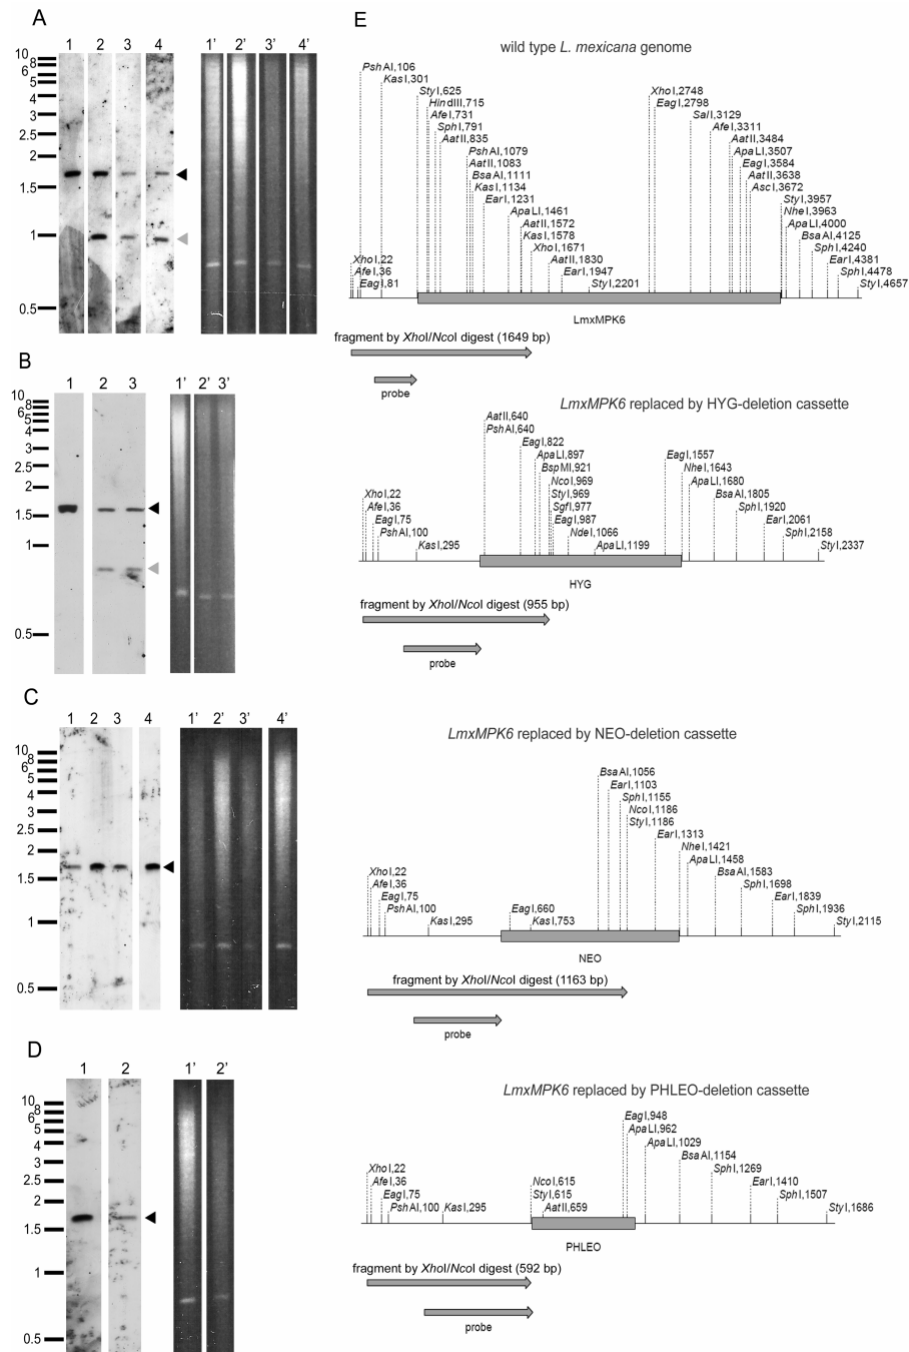 A
1 2 3 4 1' 2' 3' 4'
10
8
6
5
4
3
2.5
2
1.5
1
0.5
B
1 2 3 1' 2' 3'
10
8
6
5
4
3
2.5
2
1.5
1
0.5
C
1 2 3 4 1' 2' 3' 4'
10
8
6
5
4
3
2.5
2
1.5
1
0.5
D
1 2 1' 2'
10
8
6
5
4
3
2.5
2
1.5
1
0.5
E
wild type L. mexicana genome
PshAI,106
KasI,301
StyI,625
HindIII,715
AfeI,731
SphI,791
AatII,835
PshAI,1079
AatII,1083
BsaAI,1111
KasI,1134
EarI,1231
ApaLI,1461
AatII,1572
KasI,1578
XhoI,1671
AatII,1830
EarI,1947
StyI,2201
XhoI,22
AfeI,36
EagI,81
XhoI,2748
EagI,2798
SalI,3129
AfeI,3311
AatII,3484
ApaLI,3507
EagI,3584
AatII,3638
AscI,3672
StyI,3957
NheI,3963
ApaLI,4000
BsaAI,4125
SphI,4240
EarI,4381
SphI,4478
StyI,4657
LmxMPK6
fragment by XhoI/NcoI digest (1649 bp)
probe
LmxMPK6 replaced by HYG-deletion cassette
AatII,640
PshAI,640
EagI,822
ApaLI,897
BspMI,921
NcoI,969
StyI,969
SgfI,977
EagI,987
NdeI,1066
ApaLI,1199
XhoI,22
AfeI,36
EagI,75
PshAI,100
KasI,295
EagI,1557
NheI,1643
ApaLI,1680
BsaAI,1805
SphI,1920
EarI,2061
SphI,2158
StyI,2337
HYG
fragment by XhoI/NcoI digest (955 bp)
probe
LmxMPK6 replaced by NEO-deletion cassette
BsaAI,1056
EarI,1103
SphI,1155
NcoI,1186
StyI,1186
EarI,1313
NheI,1421
ApaLI,1458
BsaAI,1583
SphI,1698
EarI,1839
SphI,1936
StyI,2115
XhoI,22
AfeI,36
EagI,75
PshAI,100
KasI,295
EagI,660
KasI,753
NEO
fragment by XhoI/NcoI digest (1163 bp)
probe
LmxMPK6 replaced by PHLEO-deletion cassette
EagI,948
ApaLI,962
ApaLI,1029
BsaAI,1154
SphI,1269
EarI,1410
SphI,1507
StyI,1686
XhoI,22
AfeI,36
EagI,75
PshAI,100 KasI,295
NcoI,615
StyI,615
AatII,659
PHLEO
fragment by XhoI/NcoI digest (592 bp)
probe